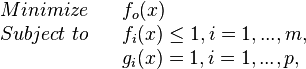 Minimize f_o(x)
Subject to f_i(x) ≤ 1, i = 1, ..., m,
g_i(x) = 1, i = 1, ..., p,